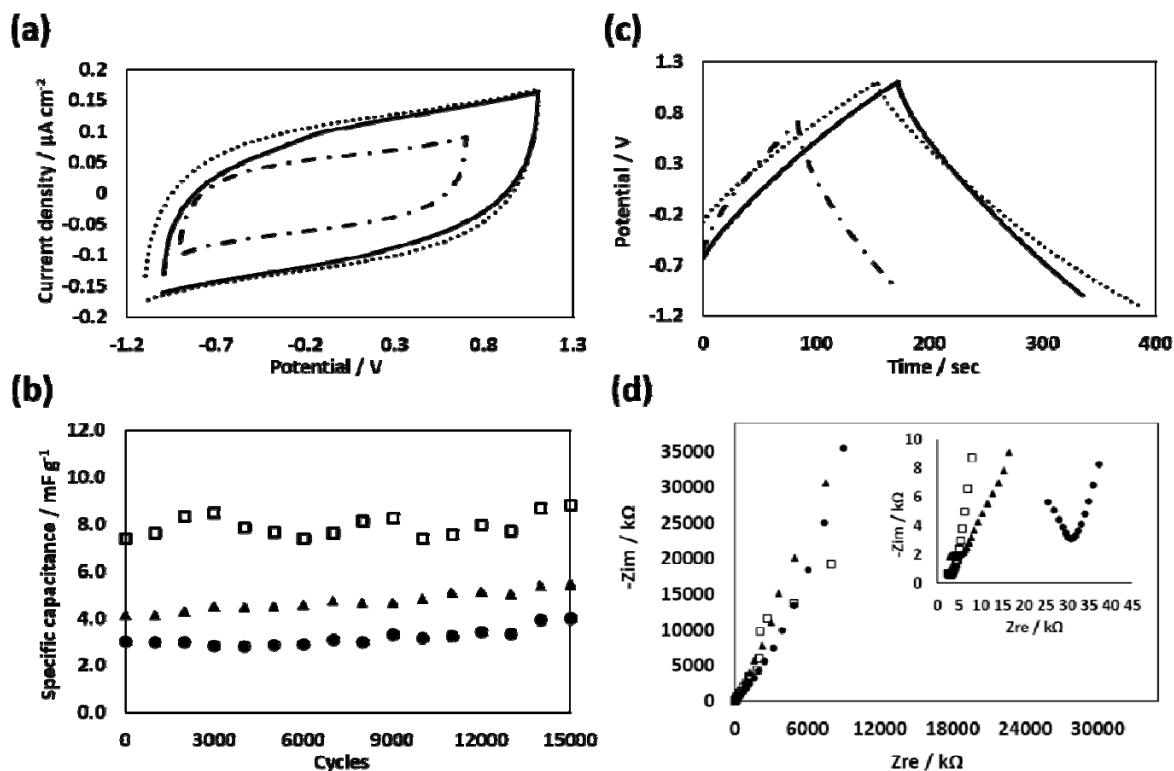 (a)
Current density / µA cm⁻²
0.2
0.15
0.1
0.05
0
-0.05
-0.1
-0.15
-0.2
-1.2 -0.7 -0.2 0.3 0.8 1.3
Potential / V
(c)
Potential / V
1.3
0.8
0.3
-0.2
-0.7
-1.2
0 100 200 300 400
Time / sec
(b)
Specific capacitance / mF g⁻¹
12.0
10.0
8.0
6.0
4.0
2.0
0.0
0 3000 6000 9000 12000 15000
Cycles
(d)
-Zim / kΩ
35000
30000
25000
20000
15000
10000
5000
0
0 6000 12000 18000 24000 30000
Zre / kΩ
-Zim / kΩ
10
8
6
4
2
0
0 5 10 15 20 25 30 35 40 45
Zre / kΩ